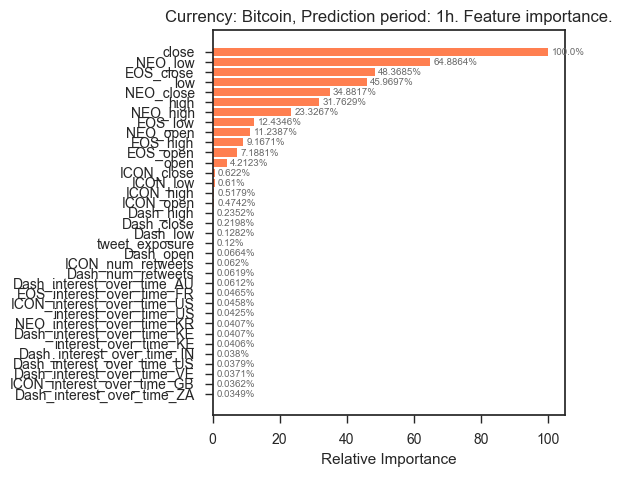 Currency: Bitcoin, Prediction period: 1h. Feature importance.
close 100.0%
NEO_low 64.8864%
EOS_close 48.3685%
low 45.9697%
NEO_close 34.8817%
high 31.7629%
NEO_high 23.3267%
EOS_low 12.4346%
NEO_open 11.2387%
EOS_high 9.1671%
EOS_open 7.1881%
open 4.2123%
ICON_close 0.622%
ICON_low 0.61%
ICON_high 0.5179%
ICON_open 0.4742%
Dash_high 0.2352%
Dash_close 0.2198%
Dash_low 0.1282%
tweet_exposure 0.12%
Dash_open 0.0664%
ICON_num_retweets 0.062%
Dash_num_retweets 0.0619%
Dash_interest_over_time_AU 0.0612%
EOS_interest_over_time_FR 0.0465%
ICON_interest_over_time_US 0.0458%
interest_over_time_US 0.0425%
NEO_interest_over_time_KR 0.0407%
Dash_interest_over_time_KE 0.0407%
interest_over_time_KE 0.0406%
Dash_interest_over_time_IN 0.038%
Dash_interest_over_time_US 0.0379%
Dash_interest_over_time_VE 0.0371%
ICON_interest_over_time_GB 0.0362%
Dash_interest_over_time_ZA 0.0349%
0 20 40 60 80 100
Relative Importance